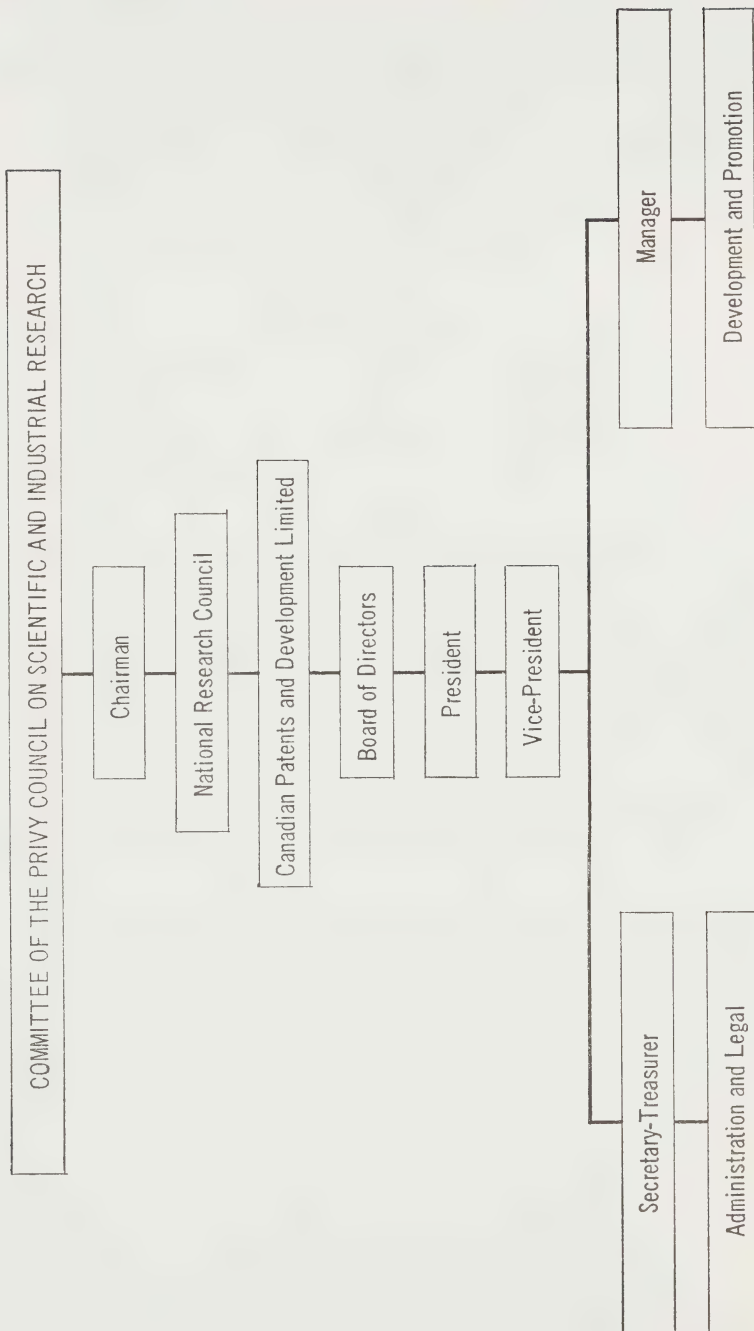 COMMITTEE OF THE PRIVY COUNCIL ON SCIENTIFIC AND INDUSTRIAL RESEARCH
Chairman
National Research Council
Canadian Patents and Development Limited
Board of Directors
President
Vice-President
Secretary-Treasurer
Manager
Administration and Legal
Development and Promotion